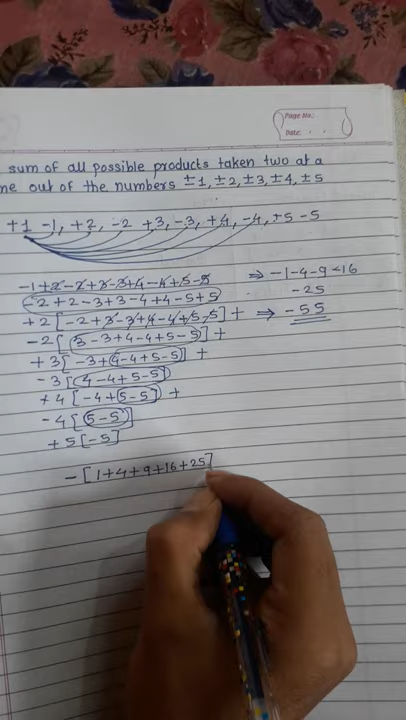 Page No.:
Date: . .
sum of all possible products taken two at a
me out of the numbers ±1, ±2, ±3, ±4, ±5
+1 -1, +2, -2 +3, -3, +4, -4, +5 -5
-1+2-2+3-3+4-4+5-5 ⇒ -1-4-9-16
-2+2-3+3-4+4-5+5 -25
+2[-2+3-3+4-4+5-5]+ ⇒ -55
-2[3-3+4-4+5-5]+
+3[-3+4-4+5-5] +
-3[4-4+5-5]
+4[-4+5-5] +
-4[5-5]
+5[-5]
-[1+4+9+16+25]